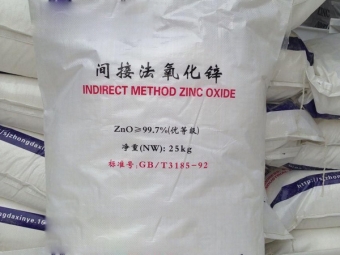 间接法氧化锌
INDIRECT METHOD ZINC OXIDE
ZnO≥99.7%(优等级)
净重(NW): 25kg
标准号:GB/T3185-92